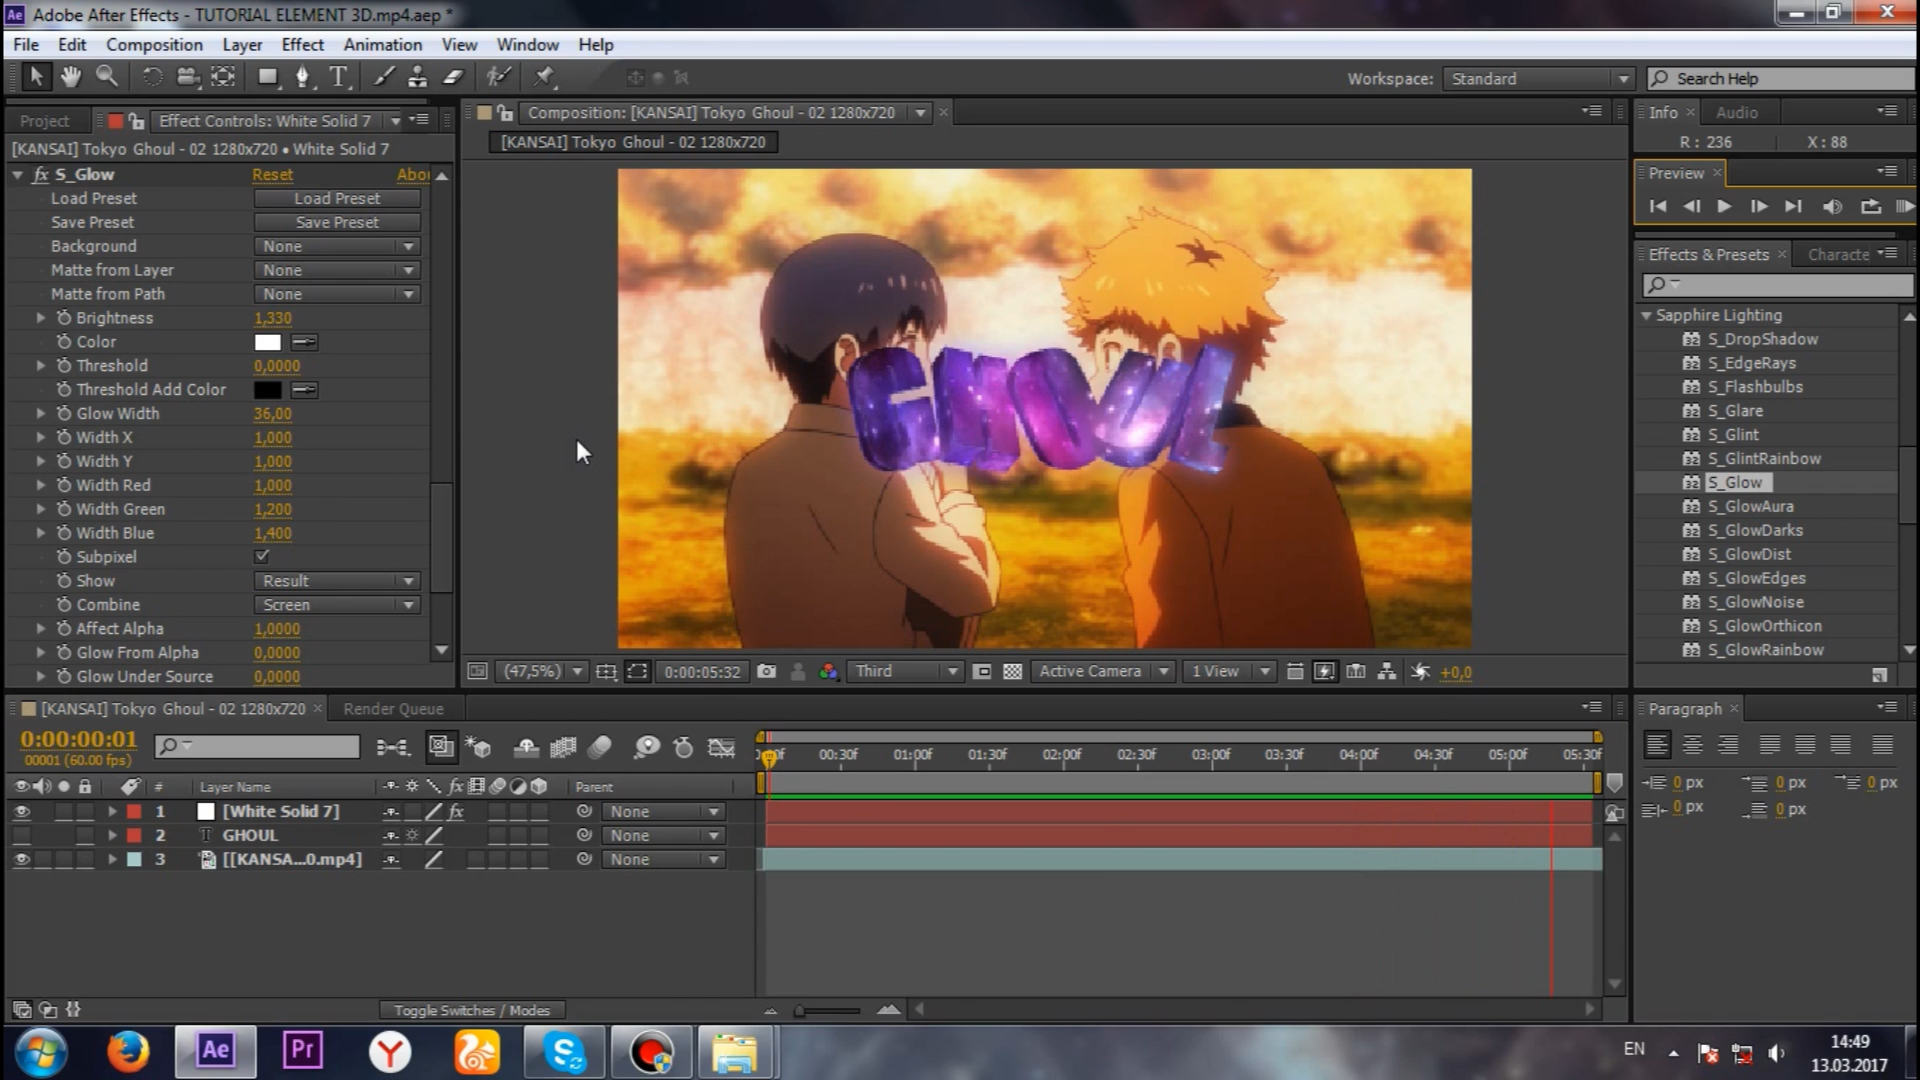 Ae Adobe After Effects - TUTORIAL ELEMENT 3D.mp4.aep *
File Edit Composition Layer Effect Animation View Window Help
Workspace: Standard Search Help
Project Effect Controls: White Solid 7
[KANSAI] Tokyo Ghoul - 02 1280x720 • White Solid 7
fx S_Glow Reset Abou
Load Preset Load Preset
Save Preset Save Preset
Background None
Matte from Layer None
Matte from Path None
Brightness 1,330
Color
Threshold 0,0000
Threshold Add Color
Glow Width 36,00
Width X 1,000
Width Y 1,000
Width Red 1,000
Width Green 1,200
Width Blue 1,400
Subpixel
Show Result
Combine Screen
Affect Alpha 1,0000
Glow From Alpha 0,0000
Glow Under Source 0,0000
Composition: [KANSAI] Tokyo Ghoul - 02 1280x720
[KANSAI] Tokyo Ghoul - 02 1280x720
GHOUL
(47,5%) 0:00:05:32 Third Active Camera 1 View +0,0
Info Audio
R : 236 X : 88
Preview
Effects & Presets Characte
Sapphire Lighting
S_DropShadow
S_EdgeRays
S_Flashbulbs
S_Glare
S_Glint
S_GlintRainbow
S_Glow
S_GlowAura
S_GlowDarks
S_GlowDist
S_GlowEdges
S_GlowNoise
S_GlowOrthicon
S_GlowRainbow
[KANSAI] Tokyo Ghoul - 02 1280x720 Render Queue
0:00:00:01
00001 (60.00 fps)
00:30f 01:00f 01:30f 02:00f 02:30f 03:00f 03:30f 04:00f 04:30f 05:00f 05:30f
# Layer Name fx Parent
1 [White Solid 7] fx None
2 T GHOUL None
3 [[KANSA...0.mp4] None
Toggle Switches / Modes
Paragraph
0 px 0 px 0 px
0 px 0 px
Ae Pr Y S
EN 14:49
13.03.2017